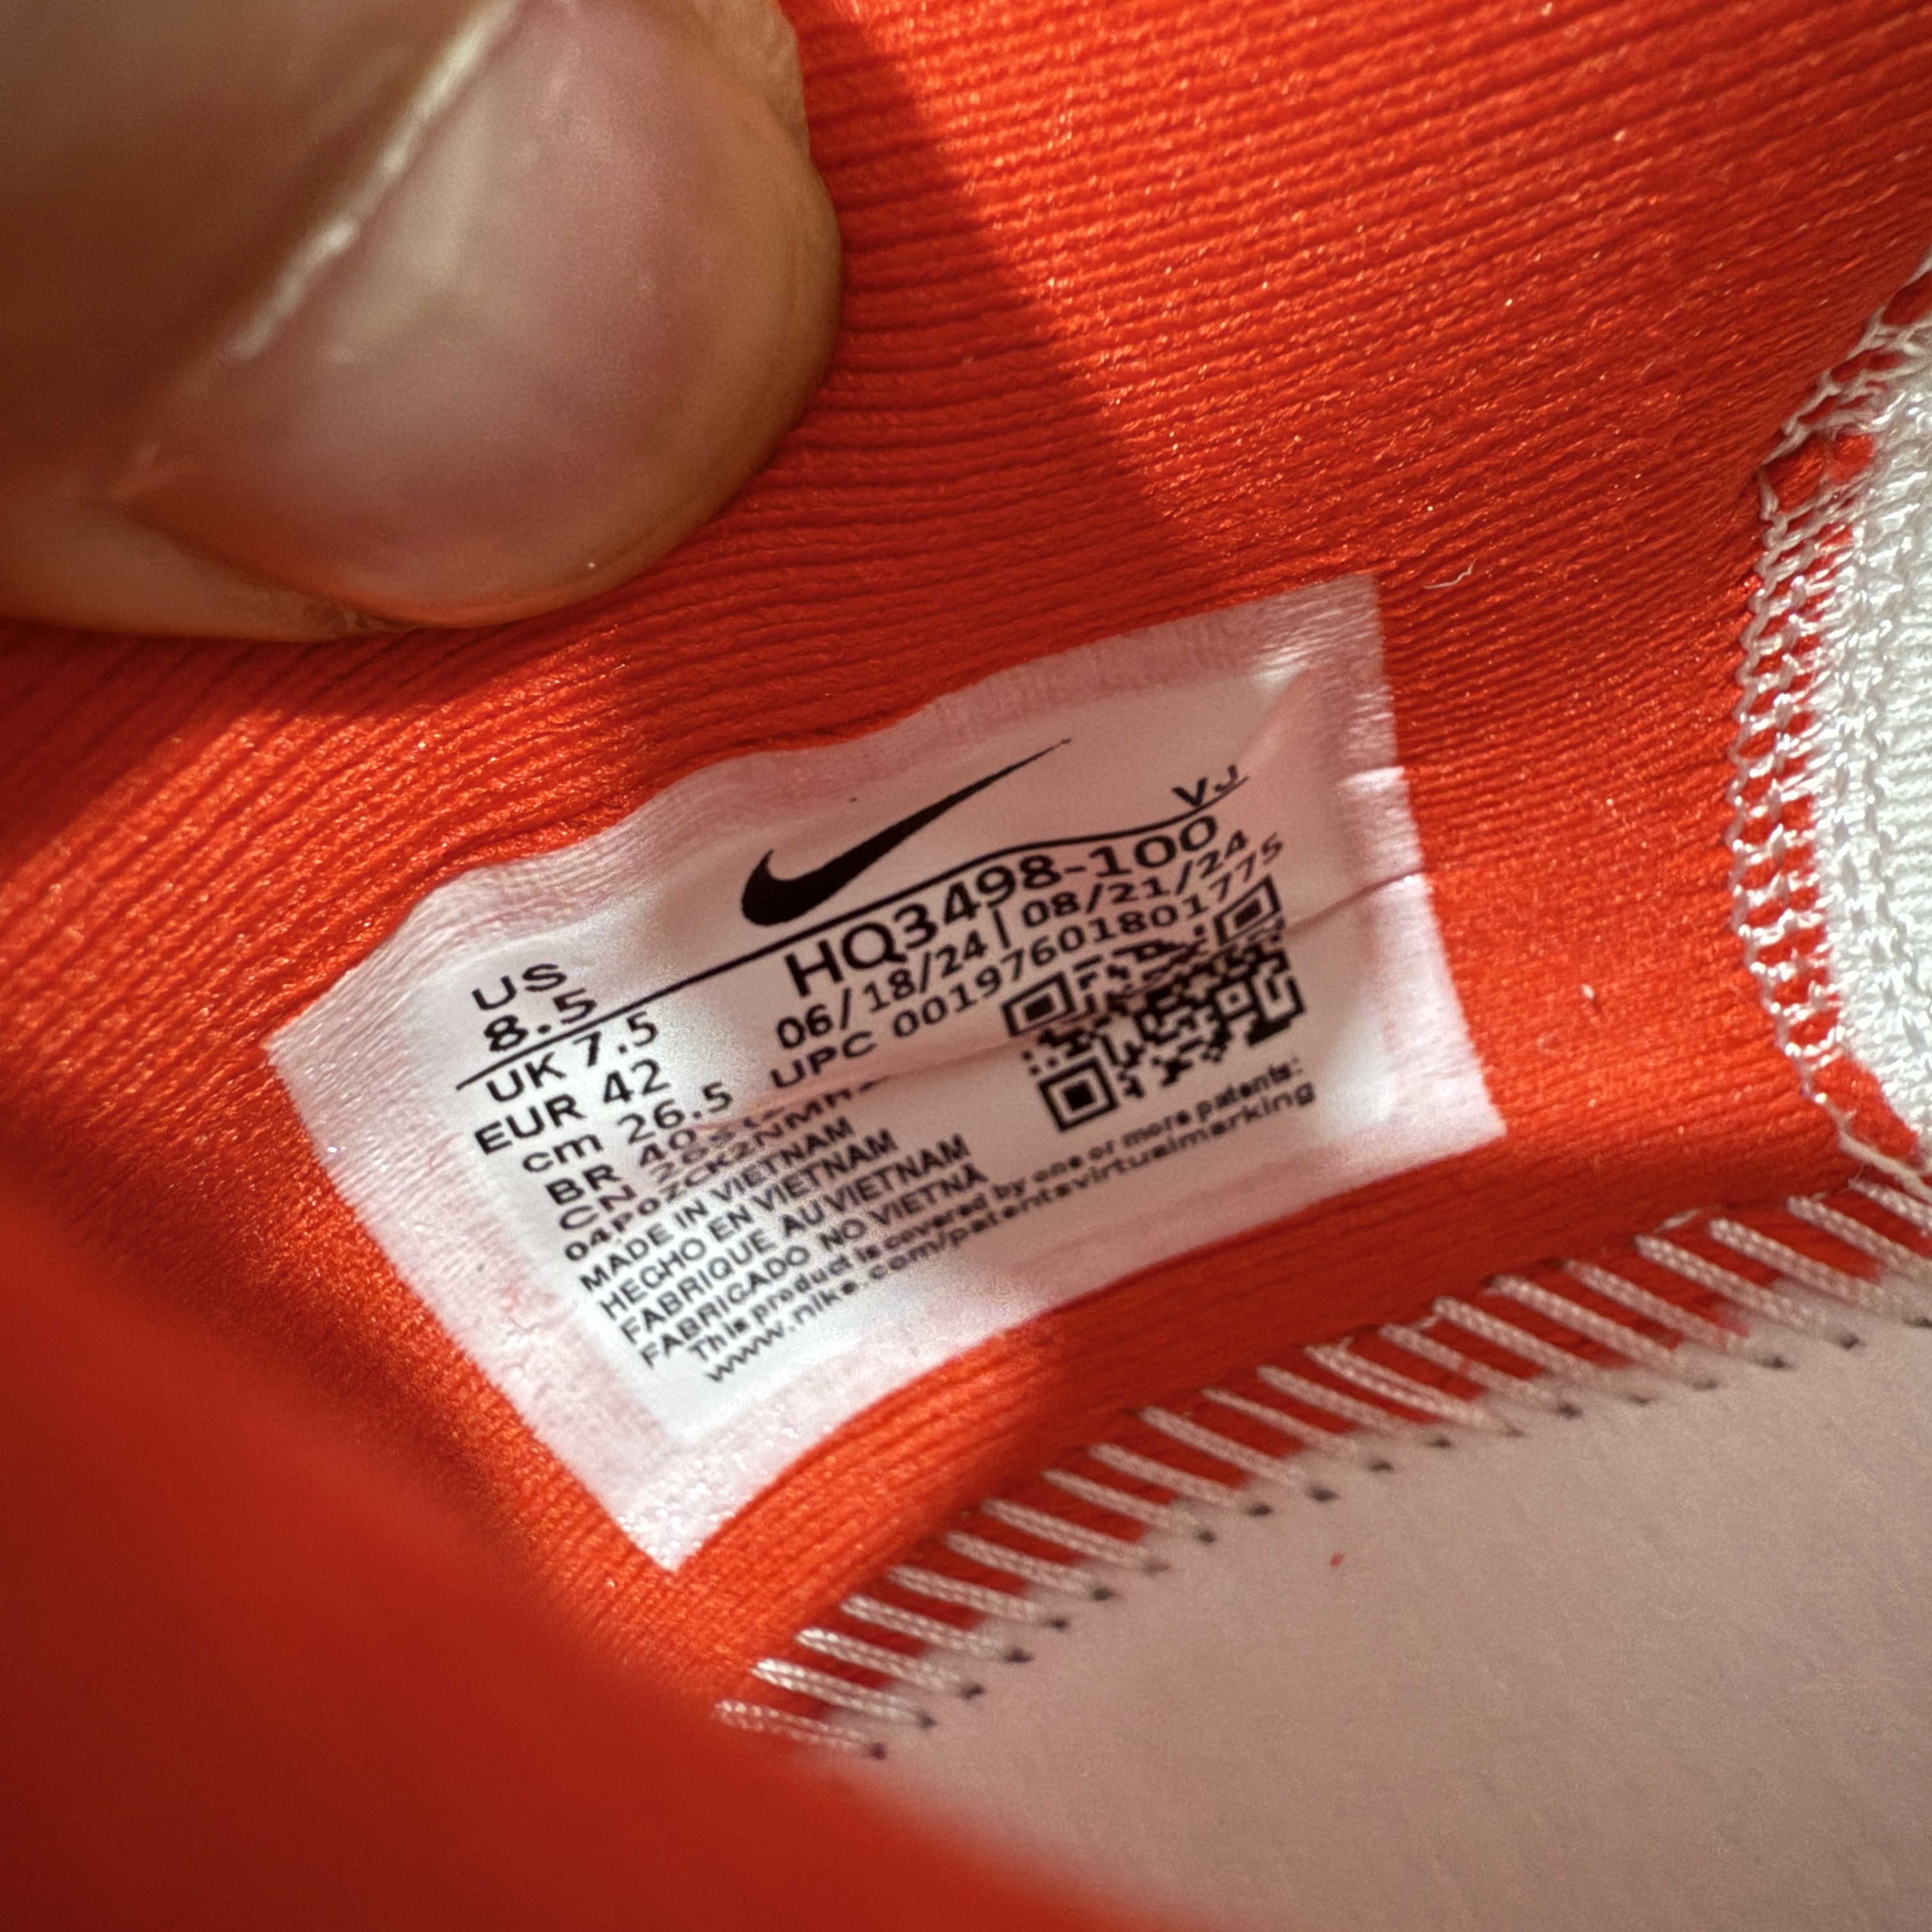 VJ
HQ3498-100
06/18/24 | 08/21/24
UPC 00197601801775
US
8.5
UK 7.5
EUR 42
cm 26.5
BR
CN
MADE IN VIETNAM
HECHO EN VIETNAM
FABRIQUE AU VIETNAM
FABRICADO NO VIETNÃ
This product is covered by one or more patents:
www.nike.com/patentsvirtualmarking